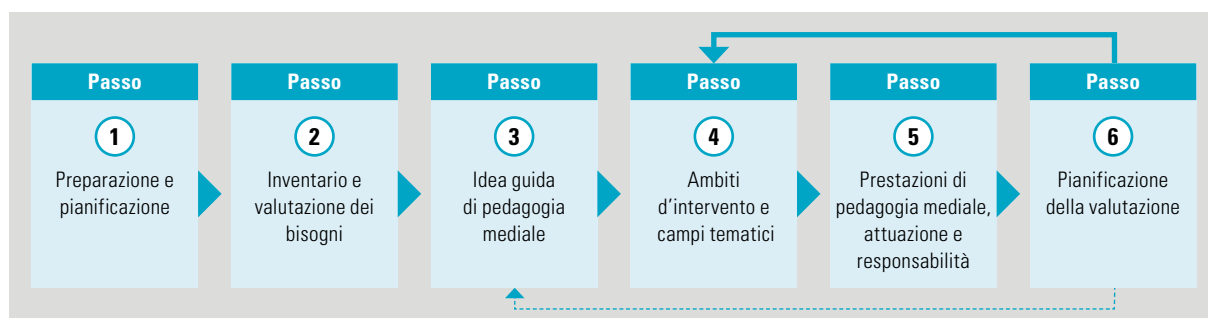 Passo
1
Preparazione e
pianificazione
Passo
2
Inventario e
valutazione dei
bisogni
Passo
3
Idea guida
di pedagogia
mediale
Passo
4
Ambiti
d’intervento e
campi tematici
Passo
5
Prestazioni di
pedagogia mediale,
attuazione e
responsabilità
Passo
6
Pianificazione
della valutazione